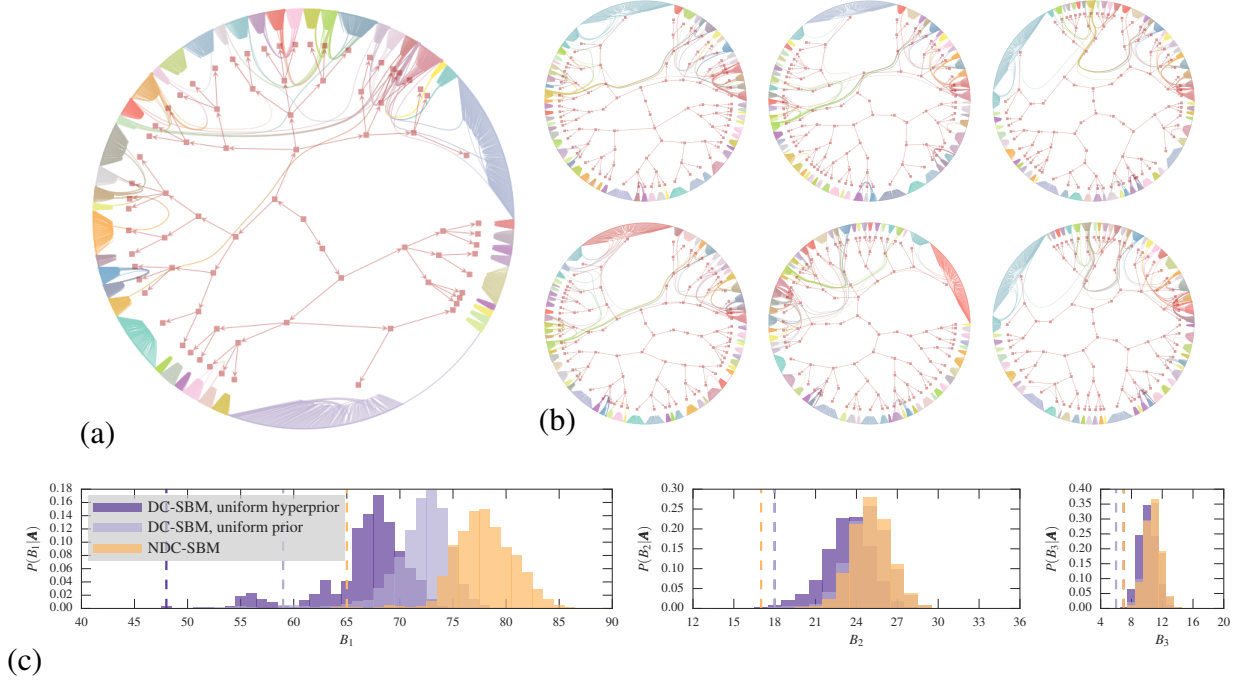 (a)
(b)
0.18
0.16
0.14
0.12
0.10
0.08
0.06
0.04
0.02
0.00
P(B₁|A)
DC-SBM, uniform hyperprior
DC-SBM, uniform prior
NDC-SBM
40 45 50 55 60 65 70 75 80 85 90
B₁
0.30
0.25
0.20
0.15
0.10
0.05
0.00
P(B₂|A)
12 15 18 21 24 27 30 33 36
B₂
0.40
0.35
0.30
0.25
0.20
0.15
0.10
0.05
0.00
P(B₃|A)
4 8 12 16 20
B₃
(c)